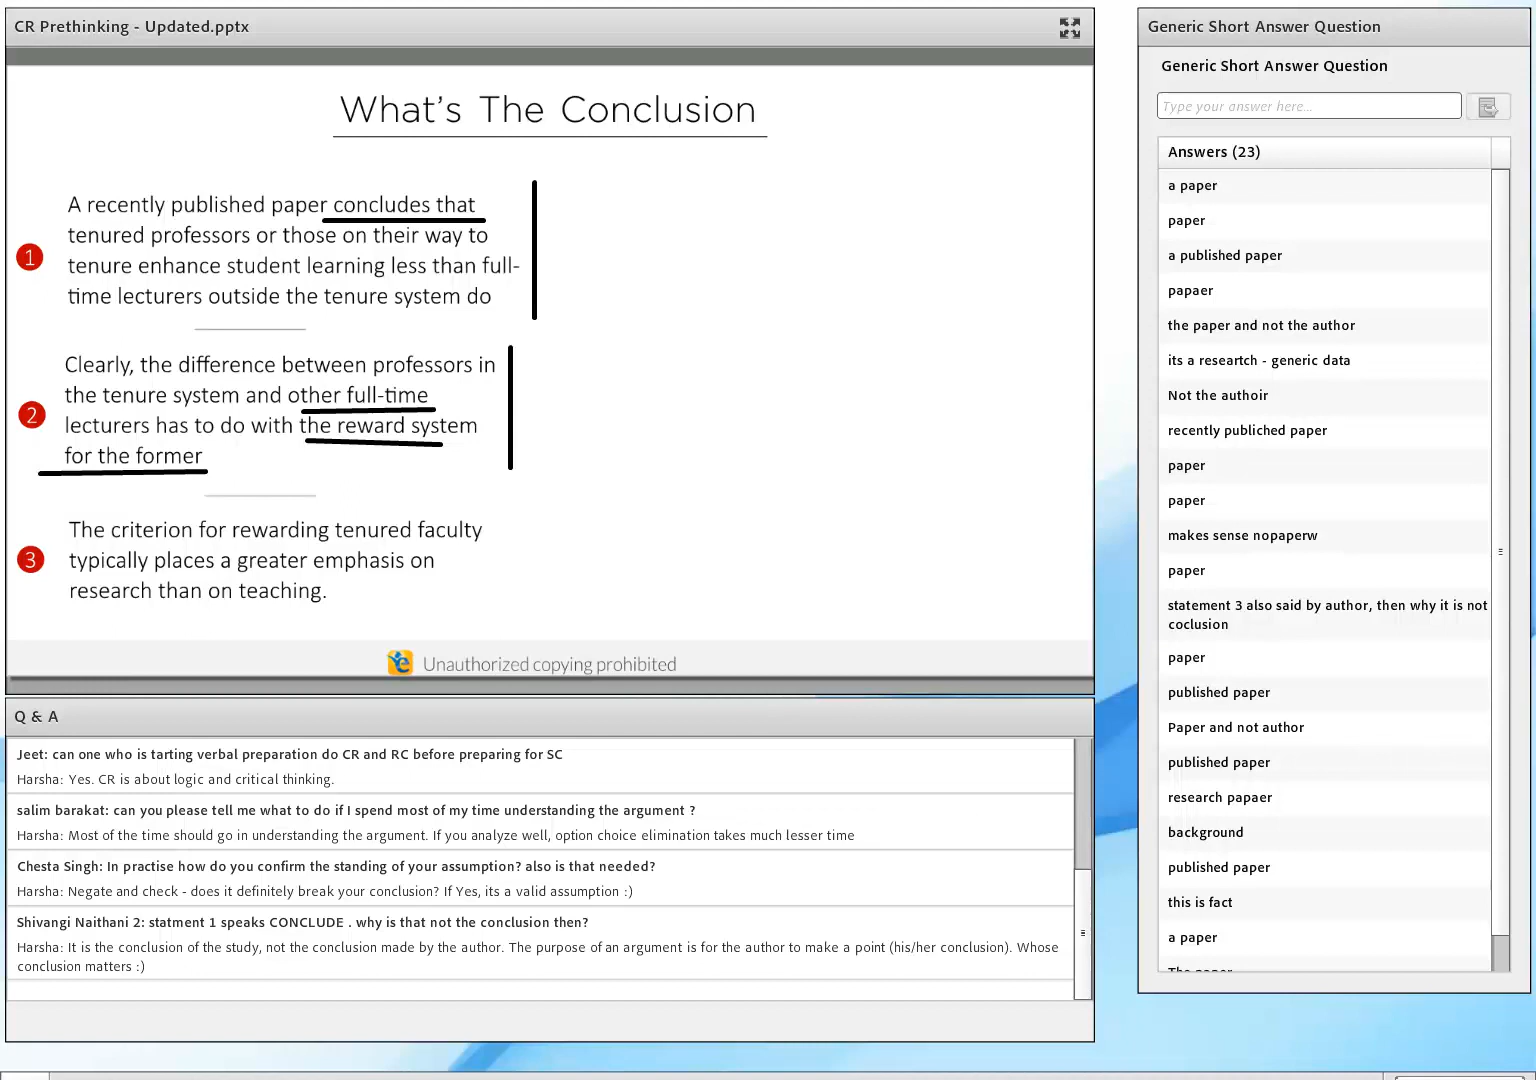 CR Prethinking - Updated.pptx
What's The Conclusion
1
A recently published paper concludes that
tenured professors or those on their way to
tenure enhance student learning less than full-
time lecturers outside the tenure system do
2
Clearly, the difference between professors in
the tenure system and other full-time
lecturers has to do with the reward system
for the former
3
The criterion for rewarding tenured faculty
typically places a greater emphasis on
research than on teaching.
Unauthorized copying prohibited
Q & A
Jeet: can one who is tarting verbal preparation do CR and RC before preparing for SC
Harsha: Yes. CR is about logic and critical thinking.
salim barakat: can you please tell me what to do if I spend most of my time understanding the argument ?
Harsha: Most of the time should go in understanding the argument. If you analyze well, option choice elimination takes much lesser time
Chesta Singh: In practise how do you confirm the standing of your assumption? also is that needed?
Harsha: Negate and check - does it definitely break your conclusion? If Yes, its a valid assumption :)
Shivangi Naithani 2: statment 1 speaks CONCLUDE . why is that not the conclusion then?
Harsha: It is the conclusion of the study, not the conclusion made by the author. The purpose of an argument is for the author to make a point (his/her conclusion). Whose
conclusion matters :)
Generic Short Answer Question
Generic Short Answer Question
Type your answer here...
Answers (23)
a paper
paper
a published paper
papaer
the paper and not the author
its a researtch - generic data
Not the authoir
recently publiched paper
paper
paper
makes sense nopaperw
paper
statement 3 also said by author, then why it is not
coclusion
paper
published paper
Paper and not author
published paper
research papaer
background
published paper
this is fact
a paper
The paper